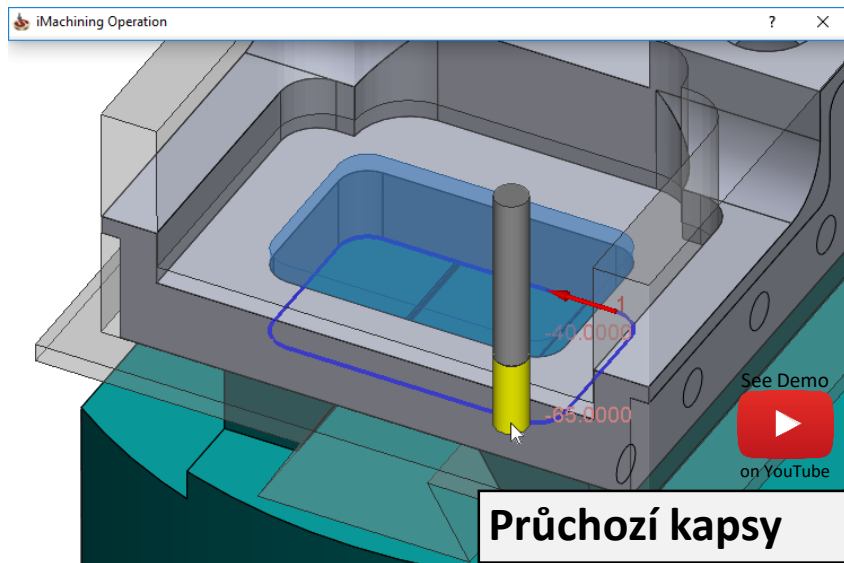 iMachining Operation
?
1
-40.0000
-65.0000
See Demo
on YouTube
Průchozí kapsy